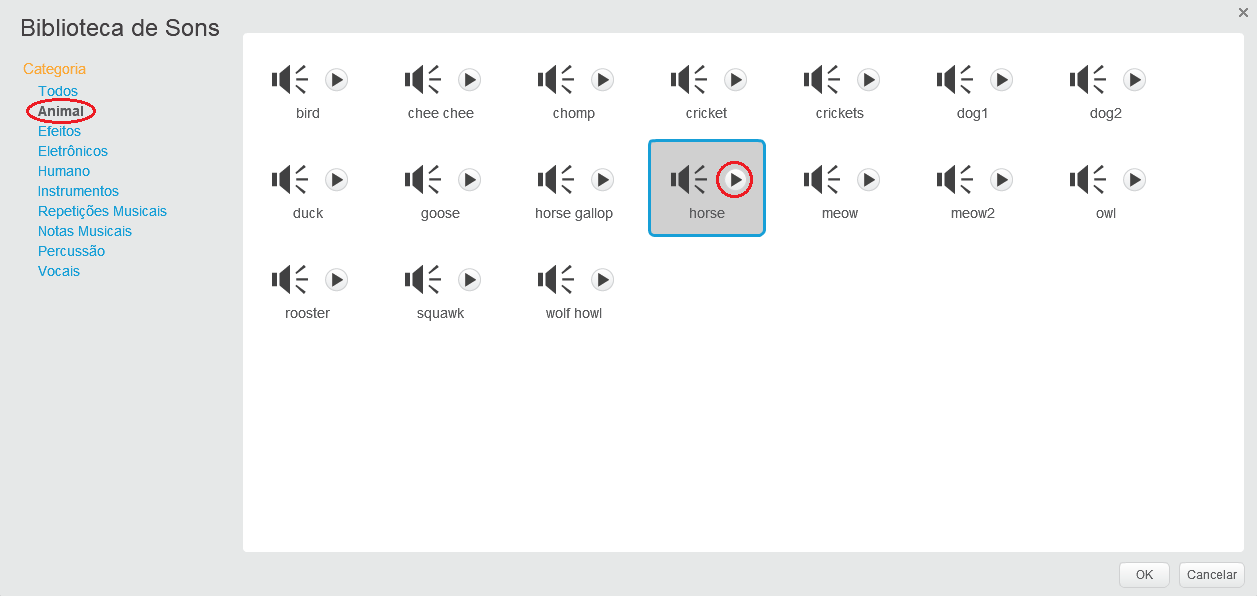 Biblioteca de Sons
Categoria
Todos
Animal
Efeitos
Eletrônicos
Humano
Instrumentos
Repetições Musicais
Notas Musicais
Percussão
Vocais
bird chee chee chomp cricket crickets dog1 dog2
duck goose horse gallop horse meow meow2 owl
rooster squawk wolf howl
OK Cancelar